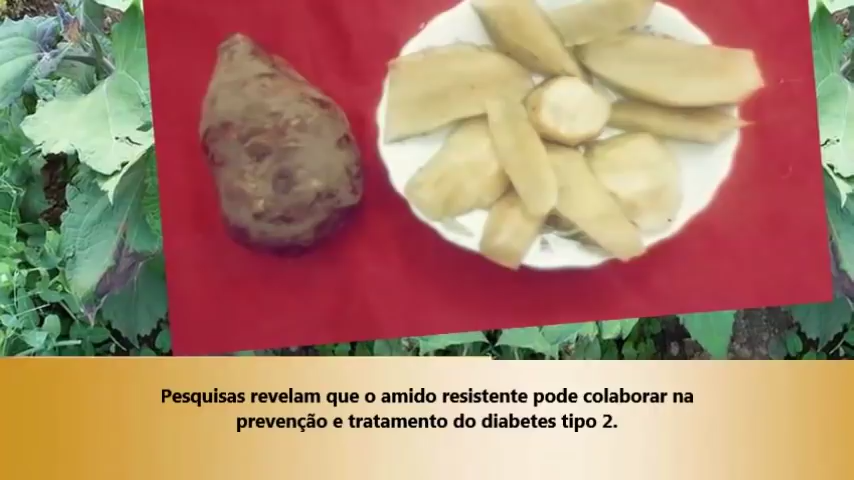 Pesquisas revelam que o amido resistente pode colaborar na
prevenção e tratamento do diabetes tipo 2.